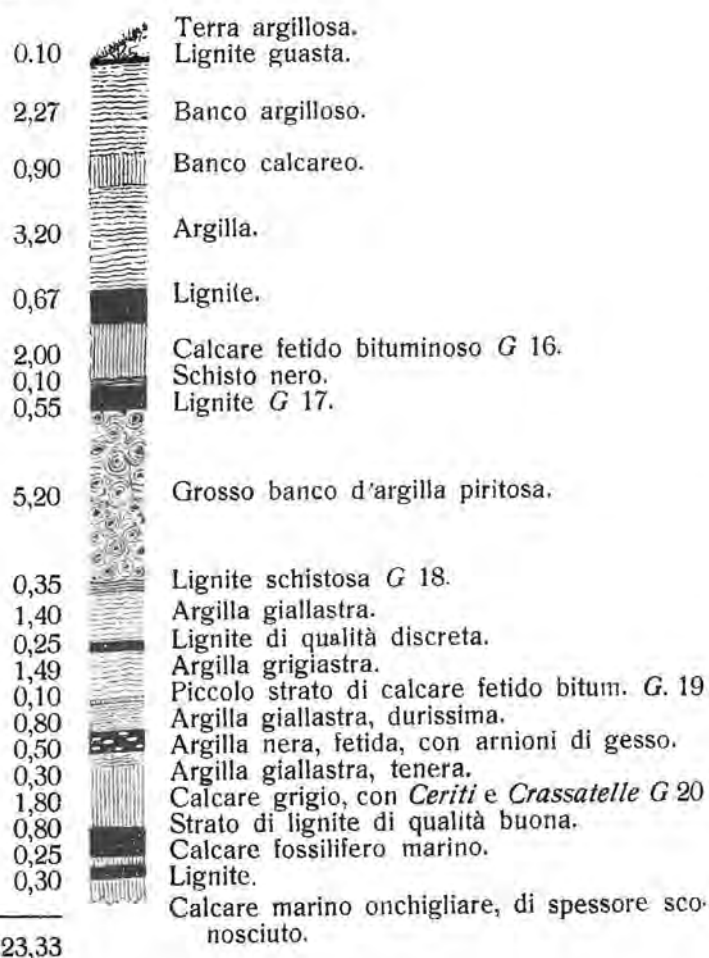 Terra argillosa.
0.10 Lignite guasta.
2,27 Banco argilloso.
0,90 Banco calcareo.
3,20 Argilla.
0,67 Lignite.
2,00 Calcare fetido bituminoso G 16.
0,10 Schisto nero.
0,55 Lignite G 17.
5,20 Grosso banco d'argilla piritosa.
0,35 Lignite schistosa G 18.
1,40 Argilla giallastra.
0,25 Lignite di qualità discreta.
1,49 Argilla grigiastra.
0,10 Piccolo strato di calcare fetido bitum. G. 19
0,80 Argilla giallastra, durissima.
0,50 Argilla nera, fetida, con arnioni di gesso.
0,30 Argilla giallastra, tenera.
1,80 Calcare grigio, con Ceriti e Crassatelle G 20
0,80 Strato di lignite di qualità buona.
0,25 Calcare fossilifero marino.
0,30 Lignite.
Calcare marino onchigliare, di spessore sco-
23,33 nosciuto.